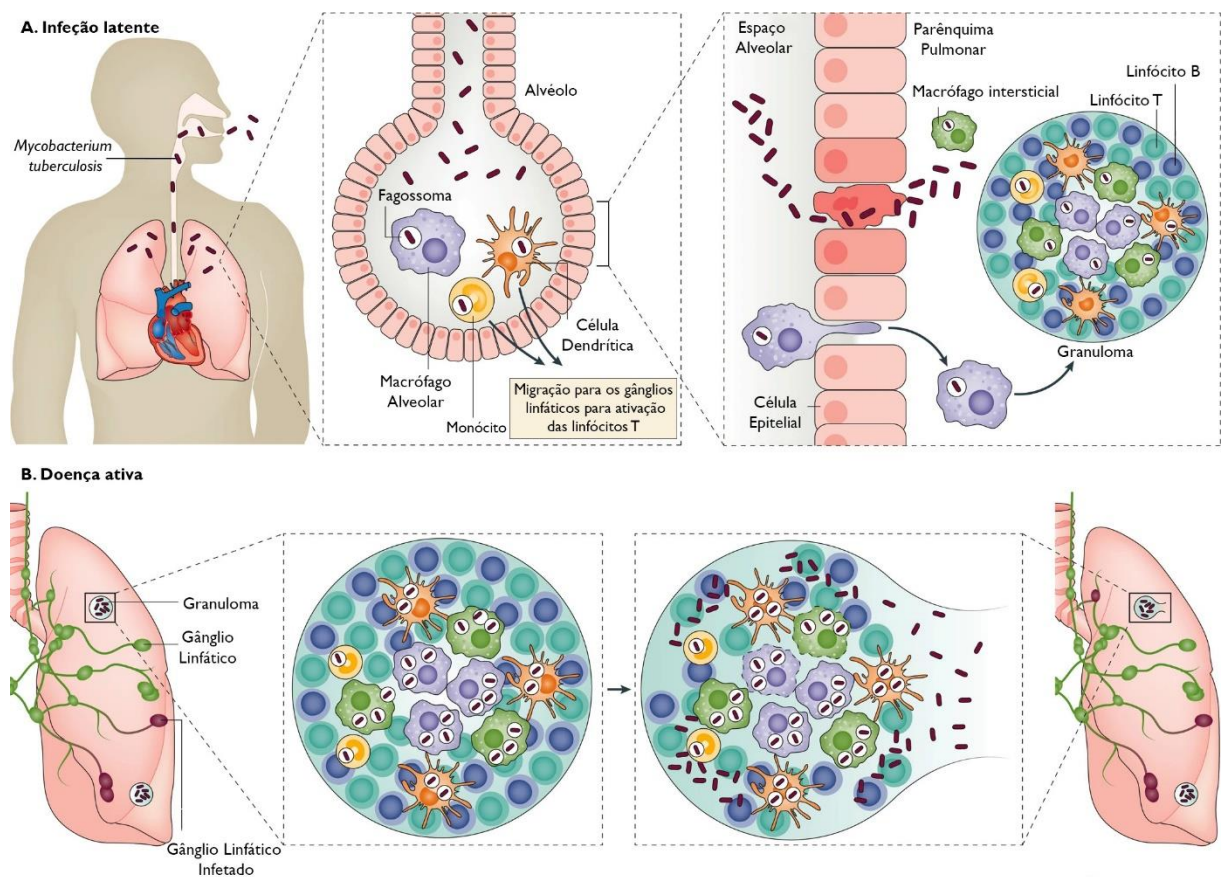 A. Infeção latente
Mycobacterium
tuberculosis
Alvéolo
Fagossoma
Célula
Dendrítica
Macrófago
Alveolar
Monócito
Migração para os gânglios
linfáticos para ativação
das linfócitos T
Espaço
Alveolar
Parênquima
Pulmonar
Linfócito B
Macrófago intersticial
Linfócito T
Granuloma
Célula
Epitelial
B. Doença ativa
Granuloma
Gânglio
Linfático
Gânglio Linfático
Infetado